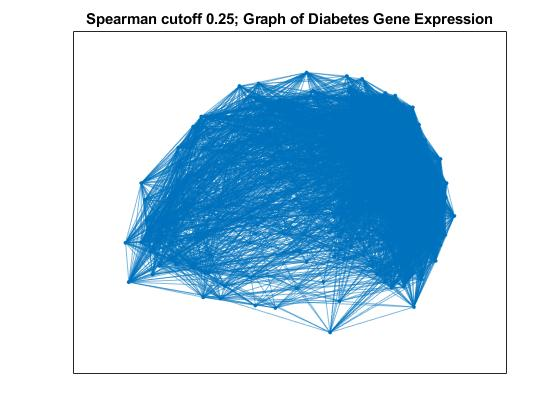 Spearman cutoff 0.25; Graph of Diabetes Gene Expression